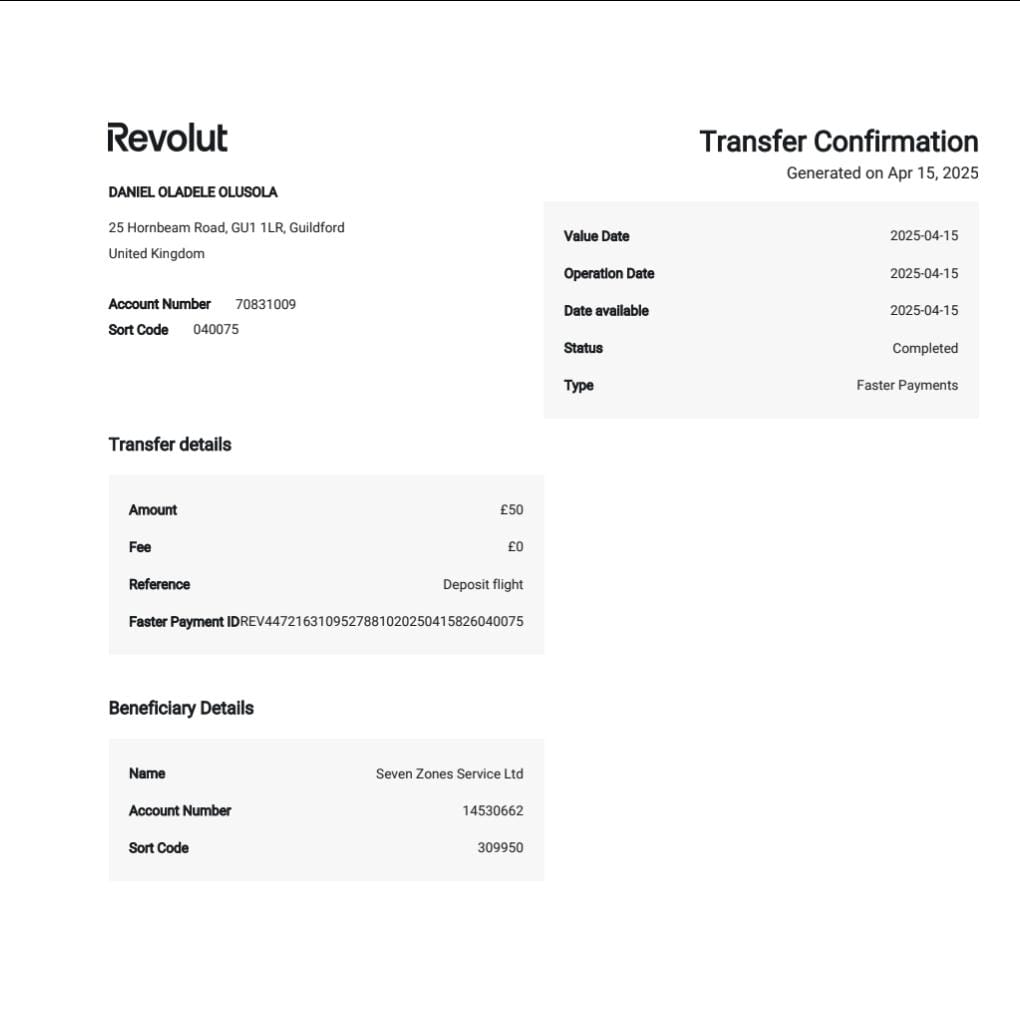 Revolut
Transfer Confirmation
Generated on Apr 15, 2025
DANIEL OLADELE OLUSOLA
25 Hornbeam Road, GU1 1LR, Guildford
United Kingdom
Account Number 70831009
Sort Code 040075
Value Date 2025-04-15
Operation Date 2025-04-15
Date available 2025-04-15
Status Completed
Type Faster Payments
Transfer details
Amount £50
Fee £0
Reference Deposit flight
Faster Payment IDREV447216310952788102025041582604​0075
Beneficiary Details
Name Seven Zones Service Ltd
Account Number 14530662
Sort Code 309950